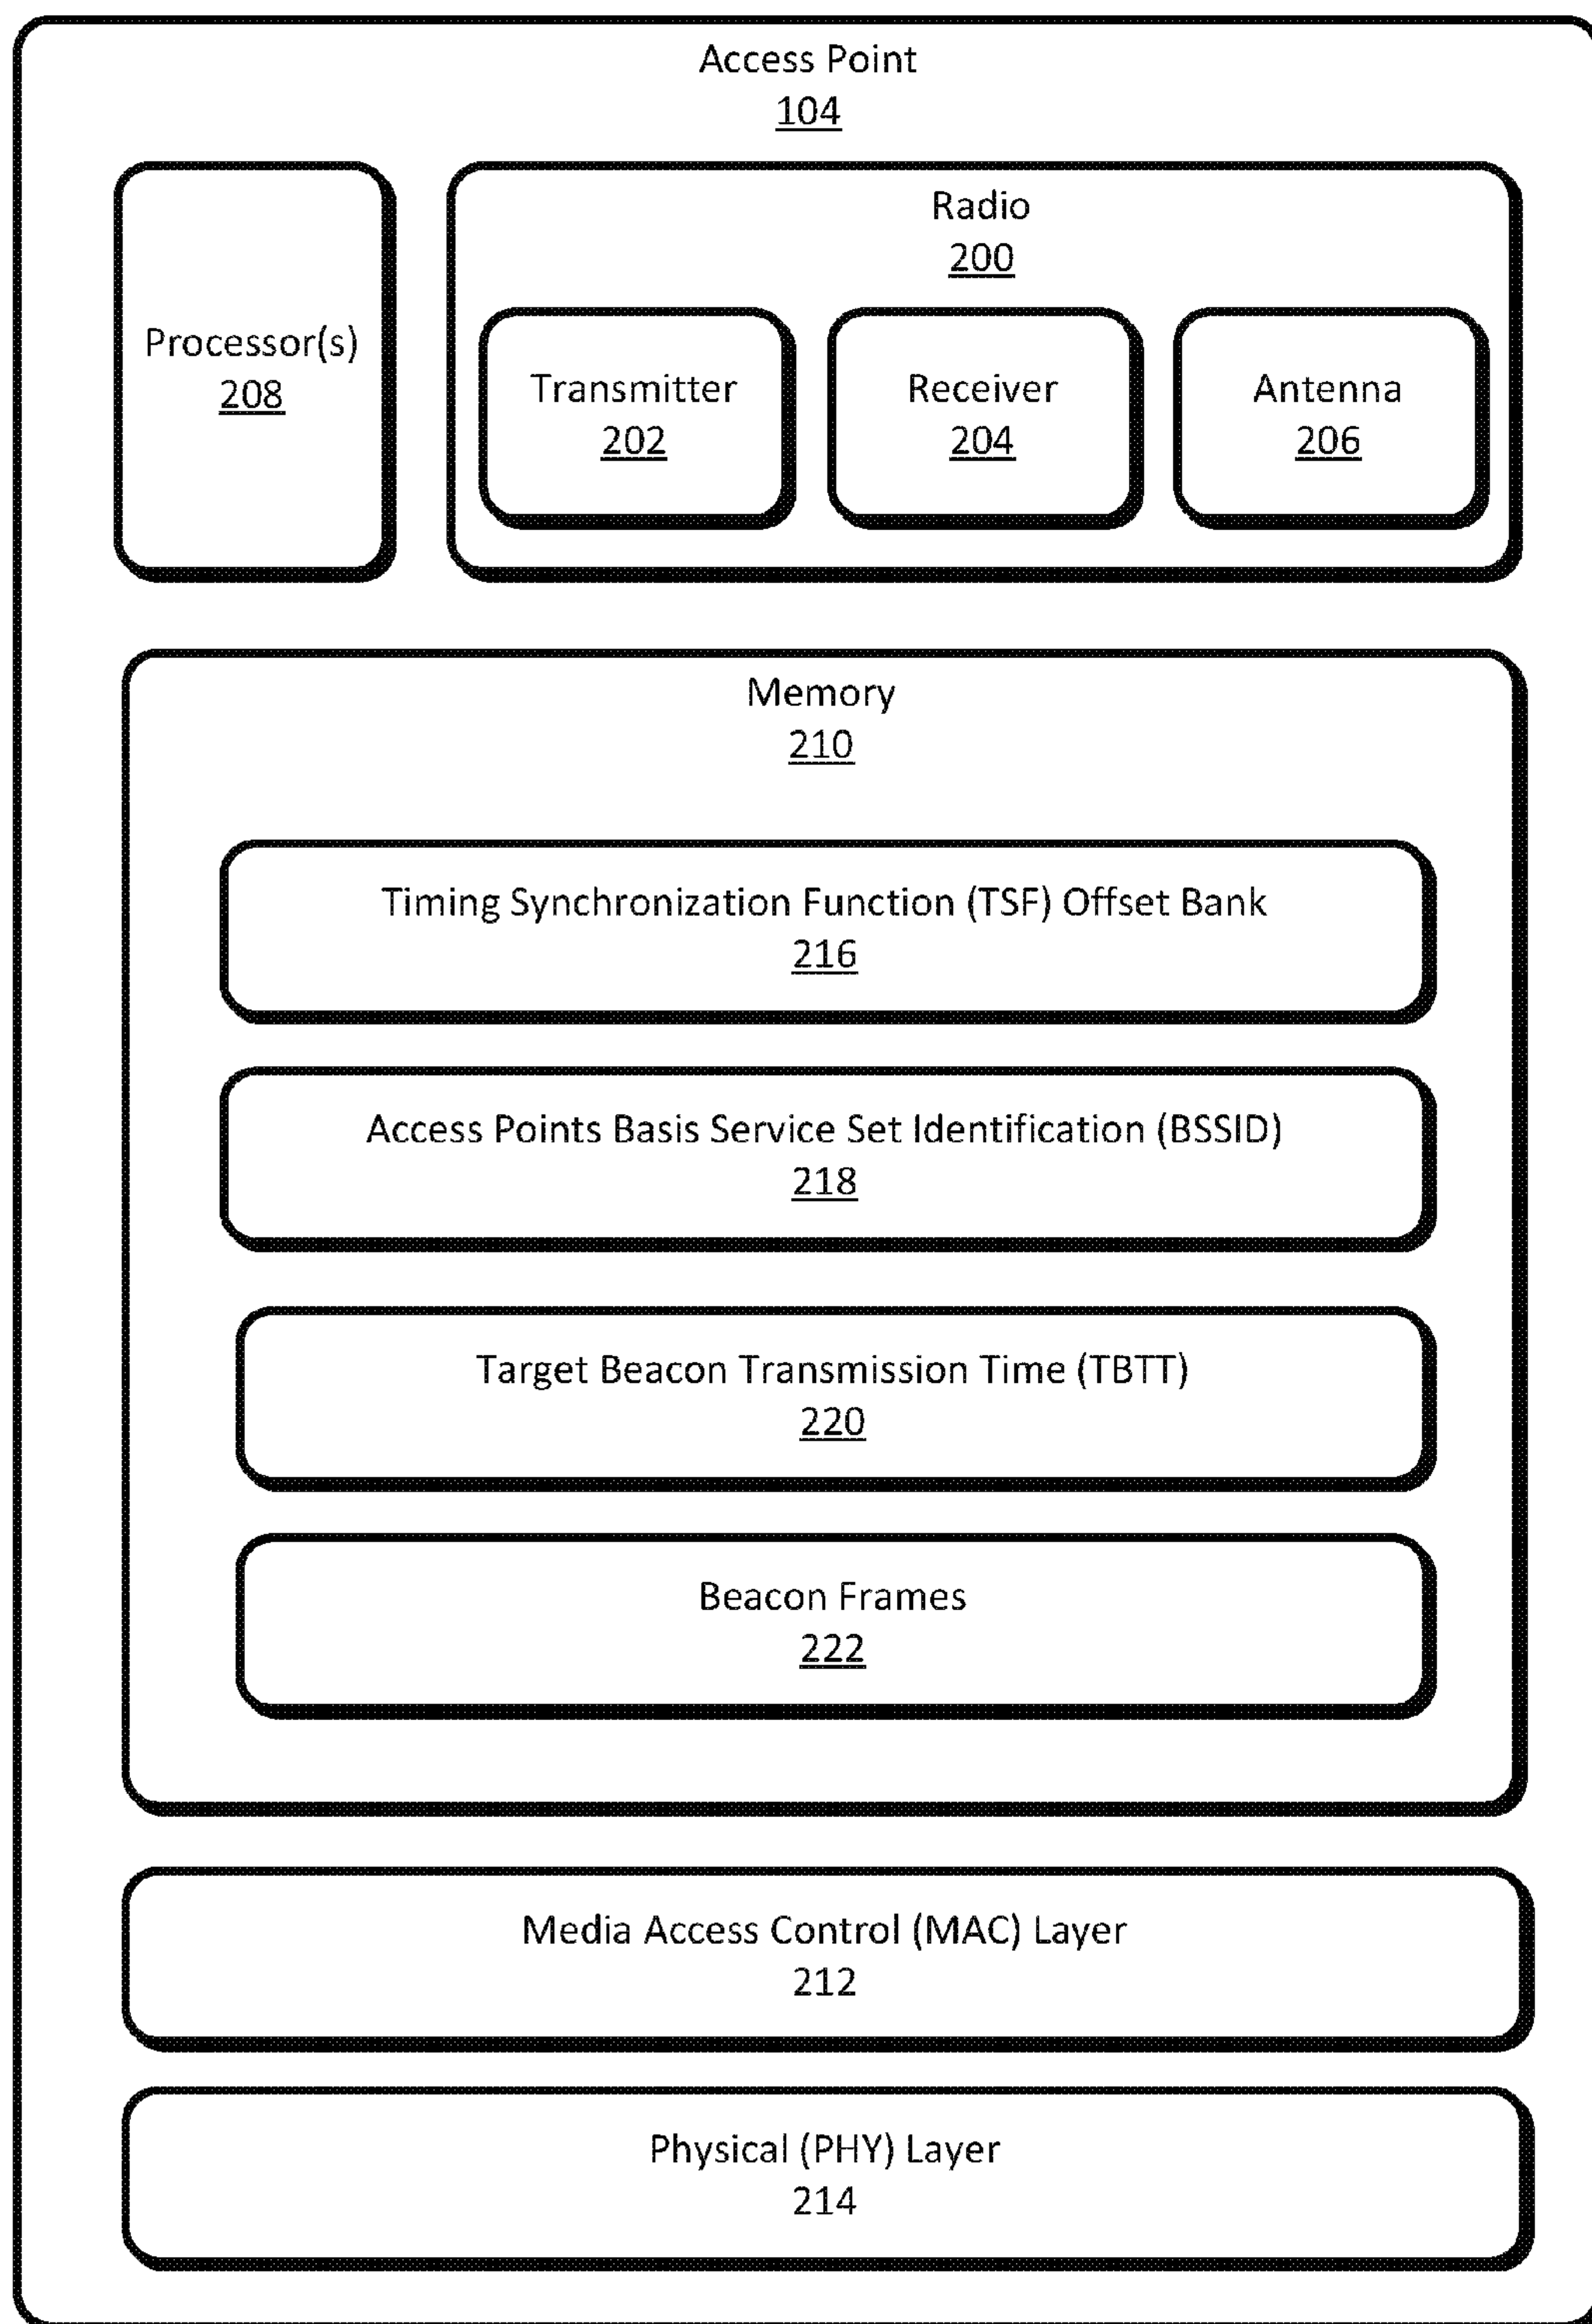 Access Point
104
Processor(s)
208
Radio
200
Transmitter
202
Receiver
204
Antenna
206
Memory
210
Timing Synchronization Function (TSF) Offset Bank
216
Access Points Basis Service Set Identification (BSSID)
218
Target Beacon Transmission Time (TBTT)
220
Beacon Frames
222
Media Access Control (MAC) Layer
212
Physical (PHY) Layer
214